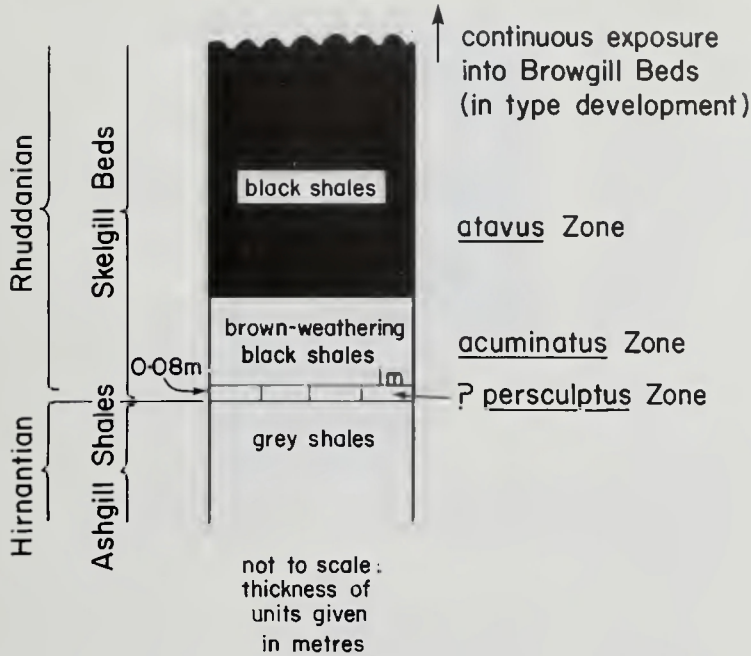 continuous exposure
into Browgill Beds
(in type development)
Rhuddanian
Skelgill Beds
black shales
atavus Zone
brown-weathering
black shales
acuminatus Zone
0·08m
1m
? persculptus Zone
Hirnantian
Ashgill Shales
grey shales
not to scale:
thickness of
units given
in metres